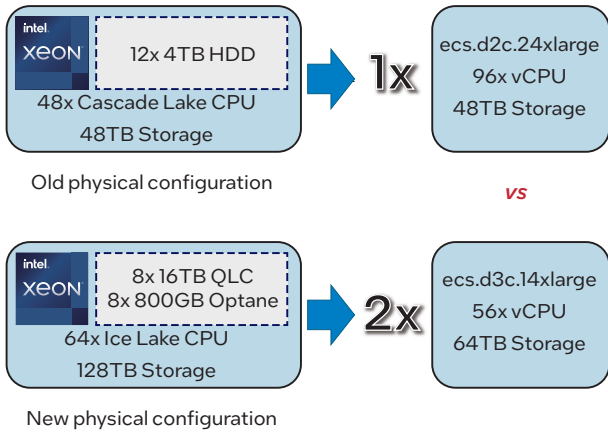 intel
XEON
12x 4TB HDD
48x Cascade Lake CPU
48TB Storage
1x
ecs.d2c.24xlarge
96x vCPU
48TB Storage
Old physical configuration
vs
intel.
XEON
8x 16TB QLC
8x 800GB Optane
64x Ice Lake CPU
128TB Storage
2x
ecs.d3c.14xlarge
56x vCPU
64TB Storage
New physical configuration